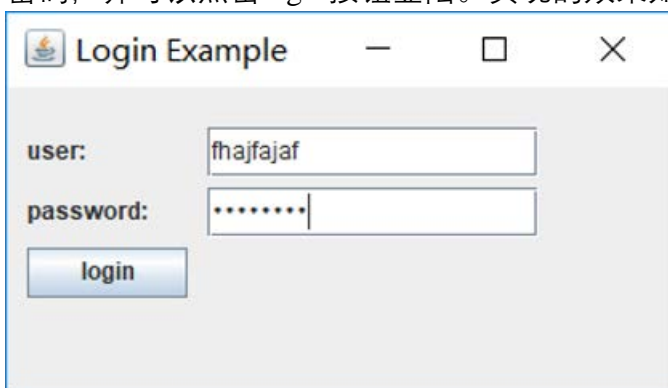 Login Example
user: fhajfajaf
password: ••••••••
login